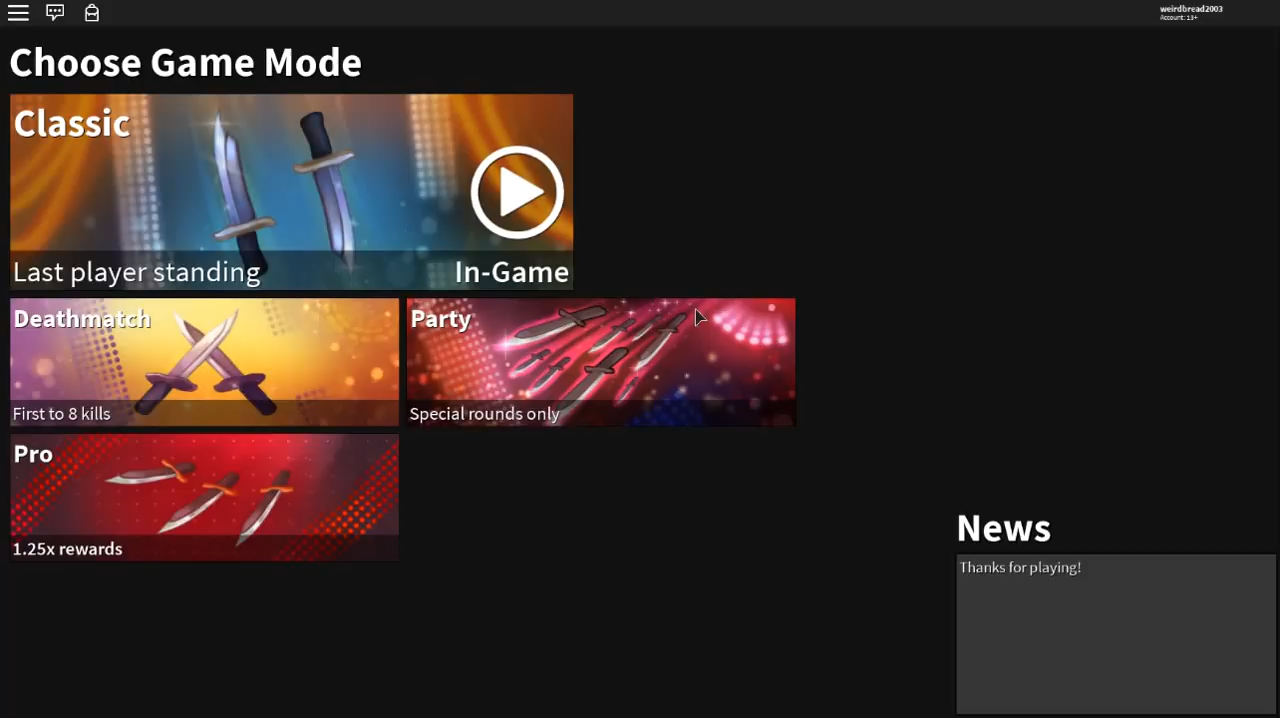 weirdbread2003
Account: 13+
Choose Game Mode
Classic
Last player standing
In-Game
Deathmatch
First to 8 kills
Party
Special rounds only
Pro
1.25x rewards
News
Thanks for playing!